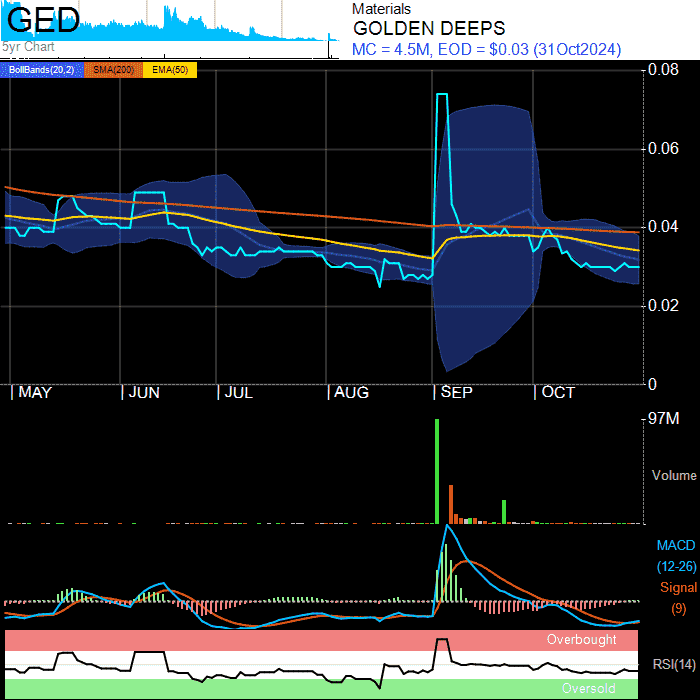 GED
5yr Chart
Materials
GOLDEN DEEPS
MC = 4.5M, EOD = $0.03 (31Oct2024)
BollBands(20,2) SMA(200) EMA(50)
0.08
0.06
0.04
0.02
0
MAY JUN JUL AUG SEP OCT
97M
Volume
MACD
(12-26)
Signal
(9)
Overbought
RSI(14)
Oversold